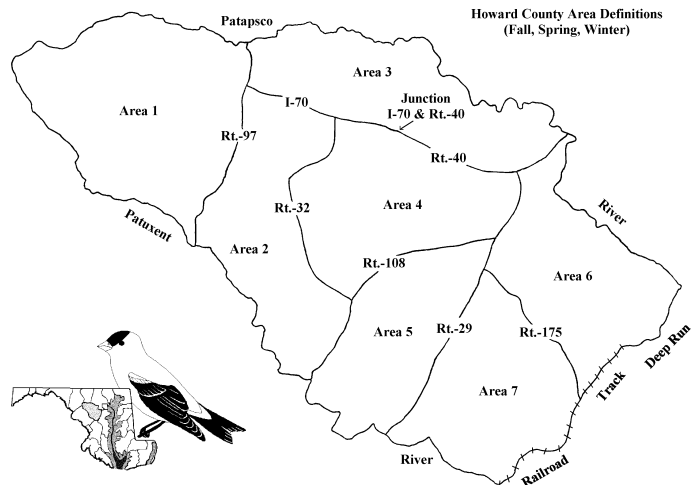 Howard County Area Definitions
(Fall, Spring, Winter)
Patapsco
Area 3
Area 1
I-70
Junction
I-70 & Rt.-40
Rt.-97
Rt.-40
Rt.-32
Area 4
River
Patuxent
Area 2
Rt.-108
Area 6
Area 5
Rt.-29
Rt.-175
Deep Run
Area 7
Track
River
Railroad